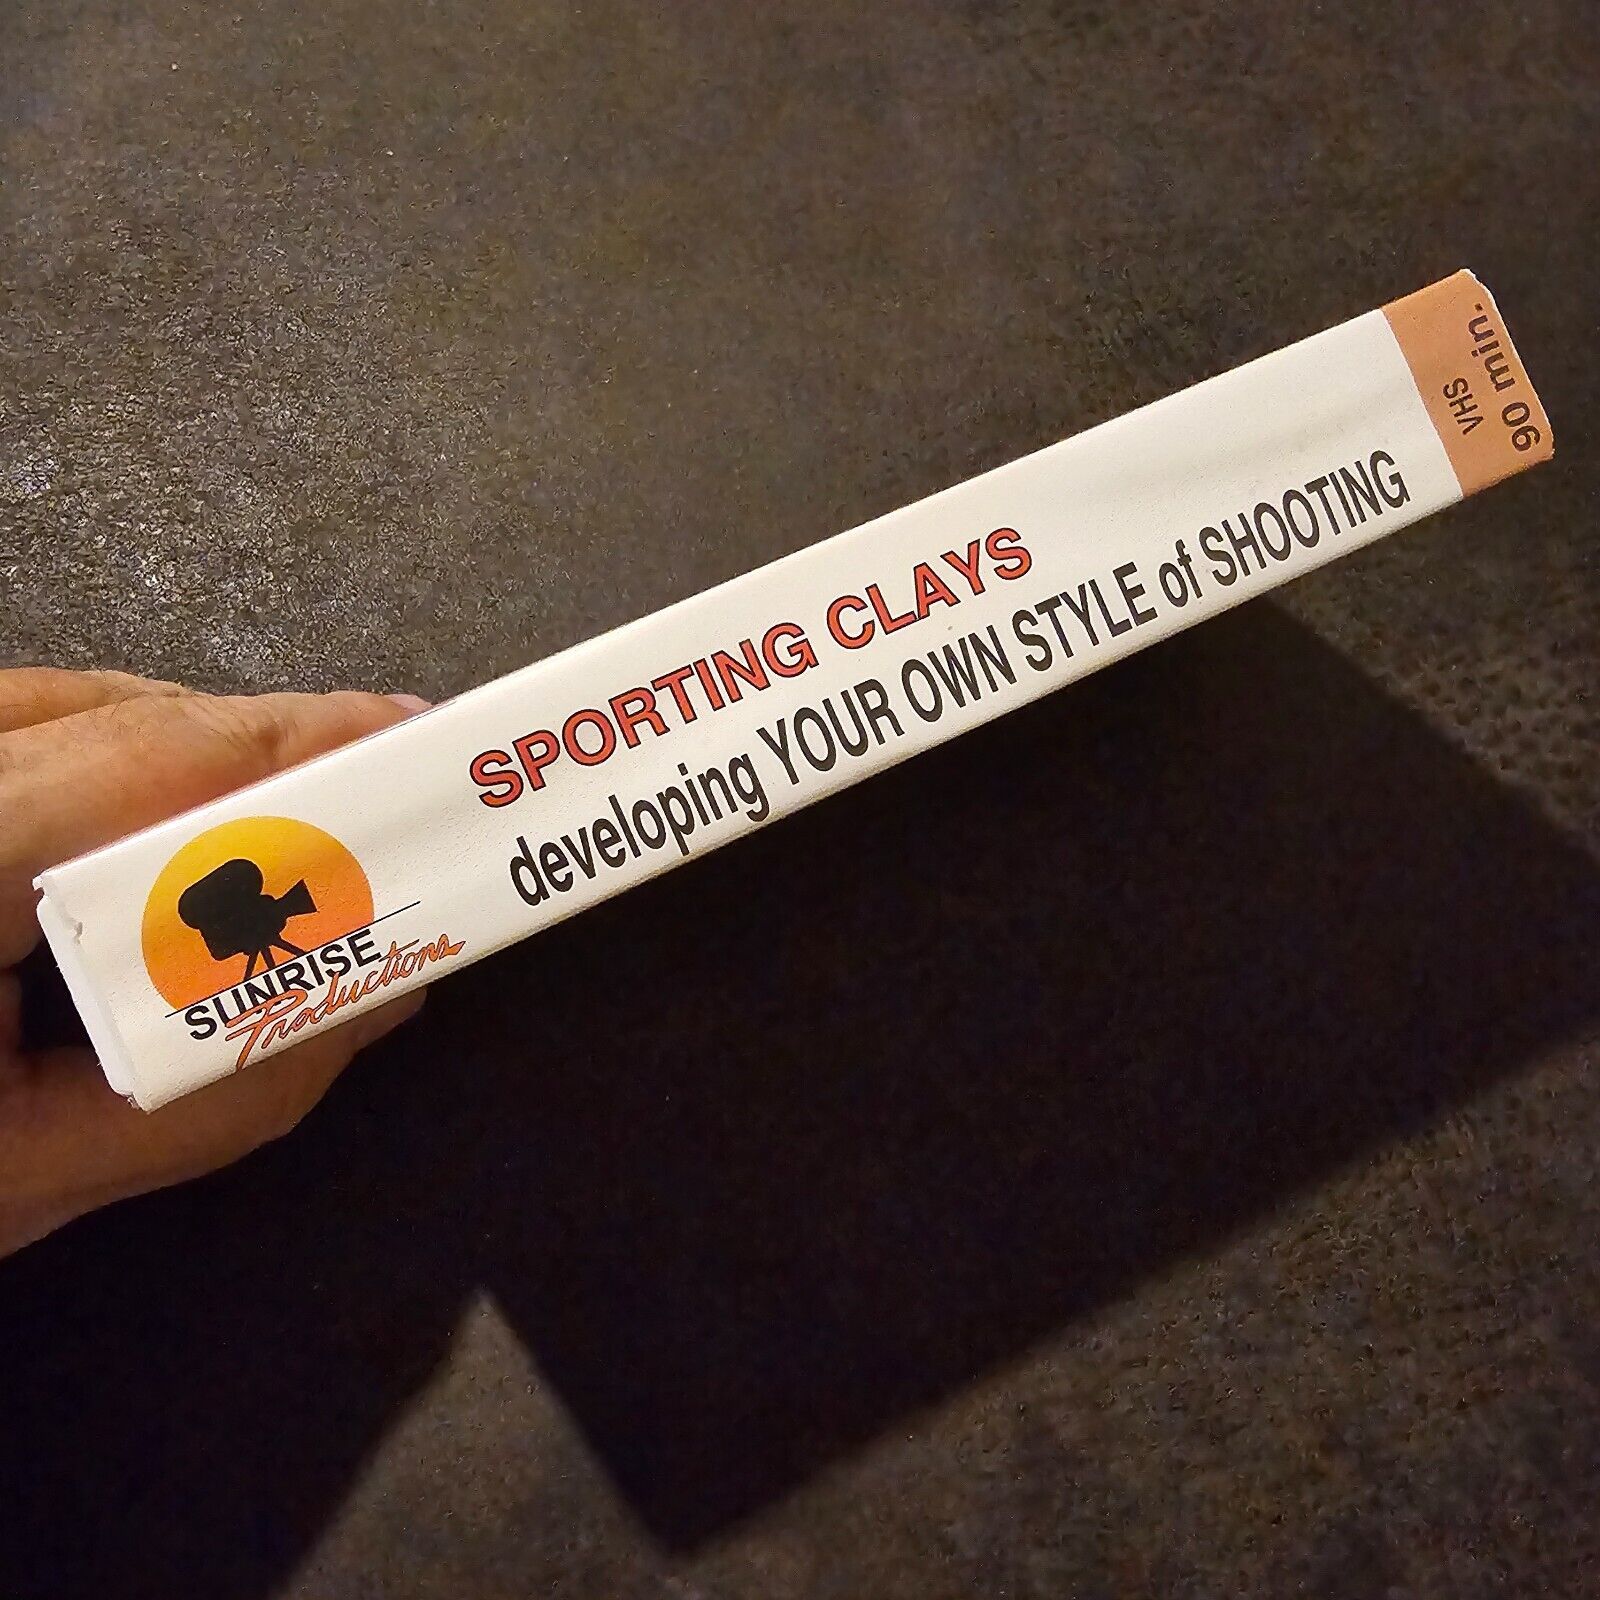 SPORTING CLAYS
developing YOUR OWN STYLE of SHOOTING
SUNRISE
Productions
VHS
90 min.